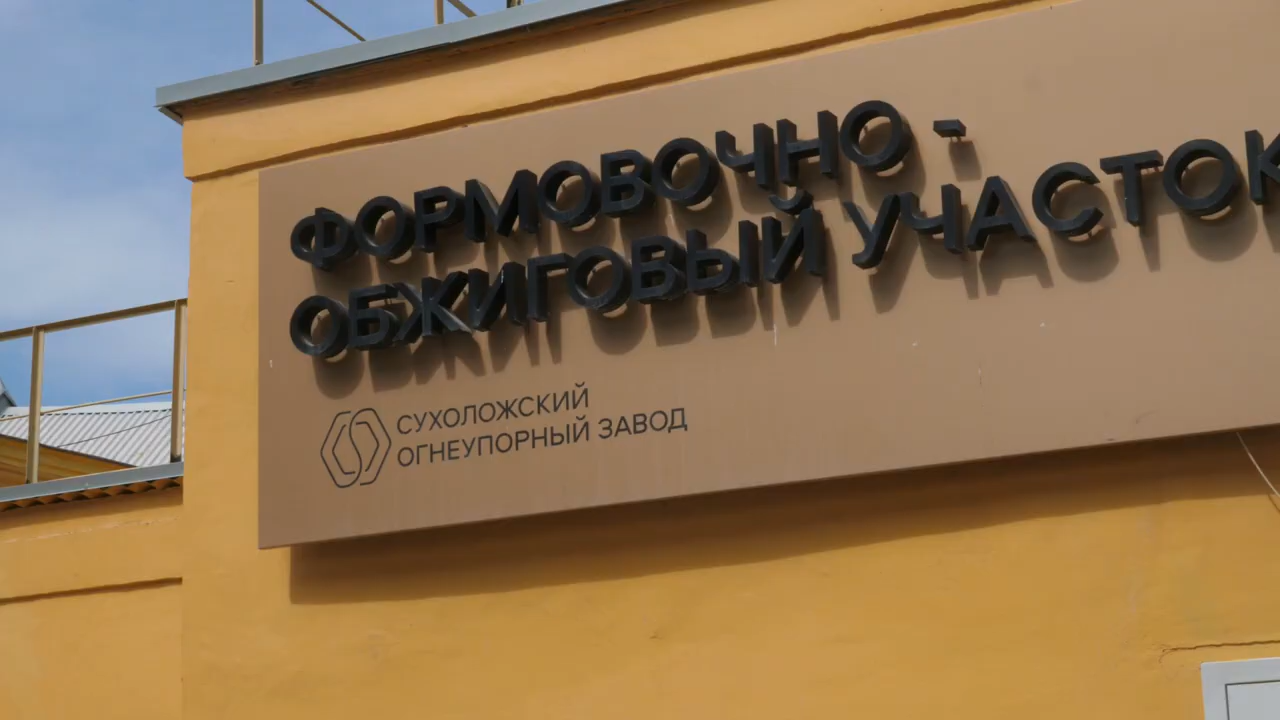 ФОРМОВОЧНО -
ОБЖИГОВЫЙ УЧАСТОК
СУХОЛОЖСКИЙ
ОГНЕУПОРНЫЙ ЗАВОД